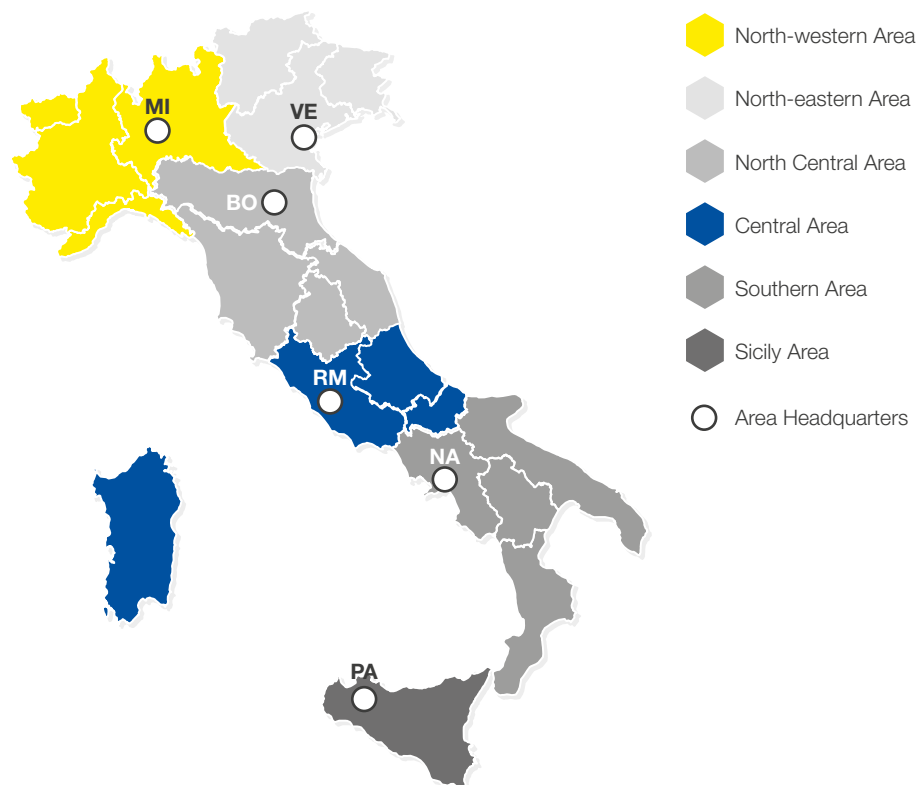 MI
VE
BO
RM
NA
PA
North-western Area
North-eastern Area
North Central Area
Central Area
Southern Area
Sicily Area
Area Headquarters